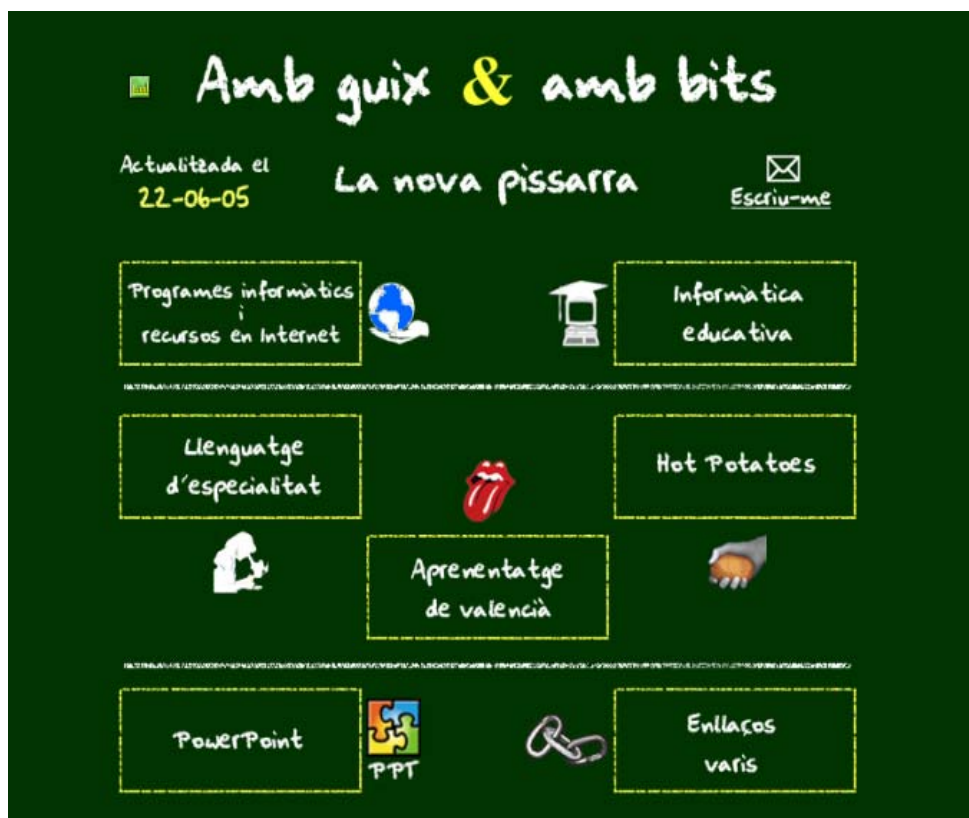 Amb guix & amb bits
Actualitzada el
22-06-05
La nova pissarra
Escriu-me
Programes informàtics
i
recursos en Internet
Informàtica
educativa
Llenguatge
d'especialitat
Hot Potatoes
Aprenentatge
de valencià
PowerPoint
PPT
Enllaços
varis